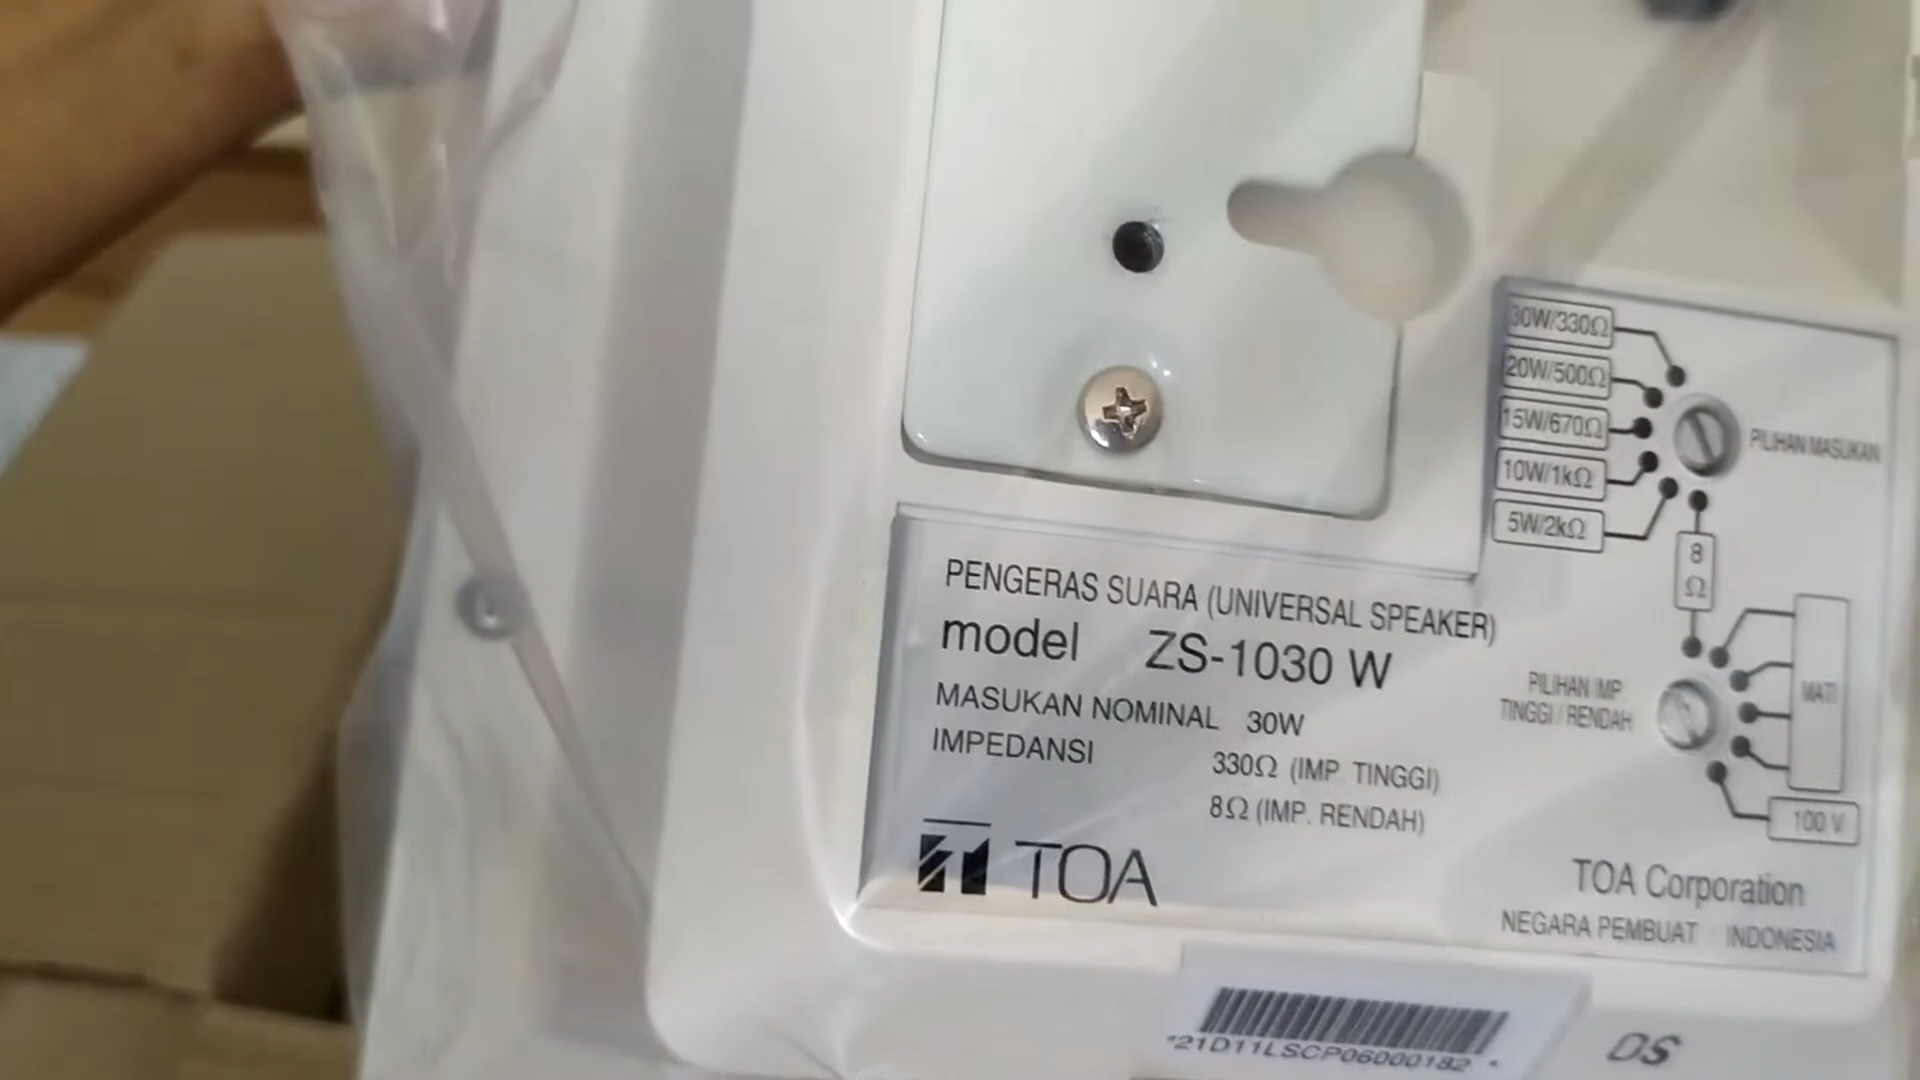 30W/330Ω
20W/500Ω
15W/670Ω
10W/1kΩ
5W/2kΩ
PILIHAN MASUKAN
8
Ω
PENGERAS SUARA (UNIVERSAL SPEAKER)
model ZS-1030 W
MASUKAN NOMINAL 30W
IMPEDANSI 330Ω (IMP. TINGGI)
8Ω (IMP. RENDAH)
PILIHAN IMP.
TINGGI / RENDAH
MATI
100 V
TOA
TOA Corporation
NEGARA PEMBUAT INDONESIA
*21D11LSCP06000182 *
DS